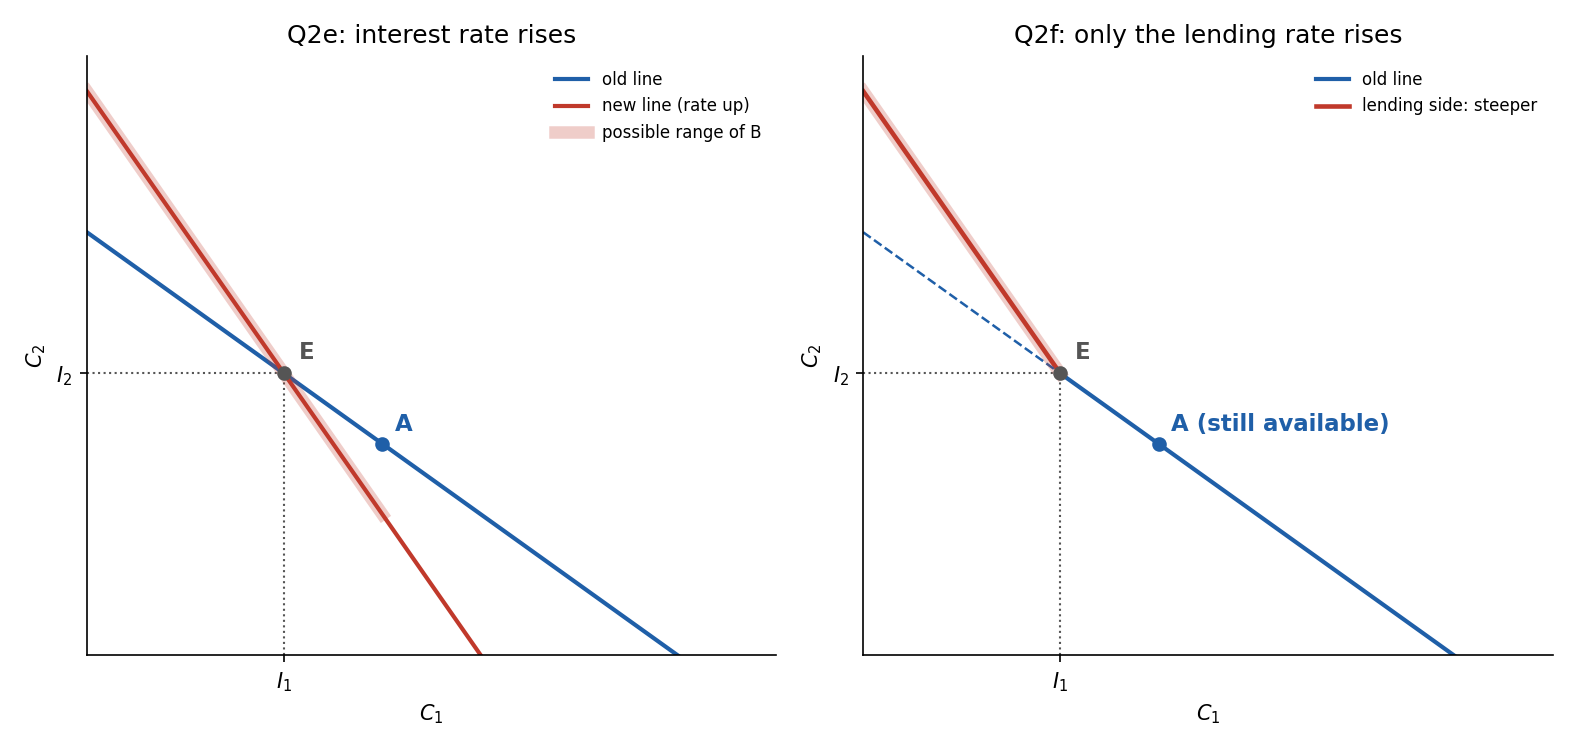 Q2e: interest rate rises
old line
new line (rate up)
possible range of B
E
A
C₂
I₂
I₁
C₁
Q2f: only the lending rate rises
old line
lending side: steeper
E
A (still available)
C₂
I₂
I₁
C₁